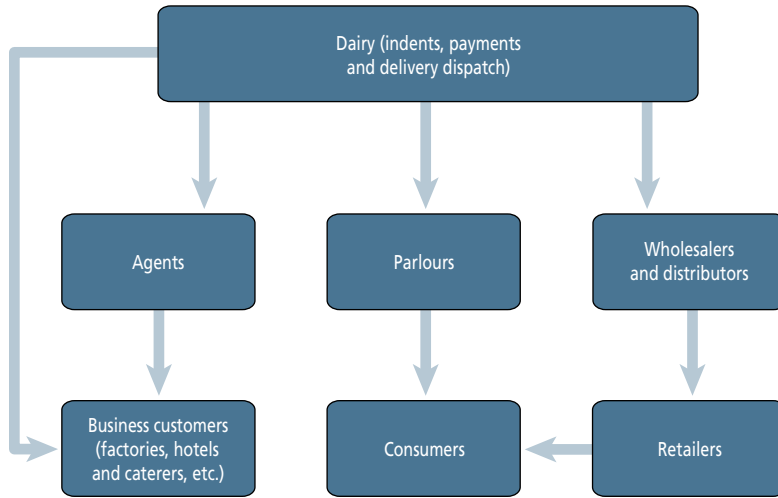 Dairy (indents, payments
and delivery dispatch)
Agents
Parlours
Wholesalers
and distributors
Business customers
(factories, hotels
and caterers, etc.)
Consumers
Retailers